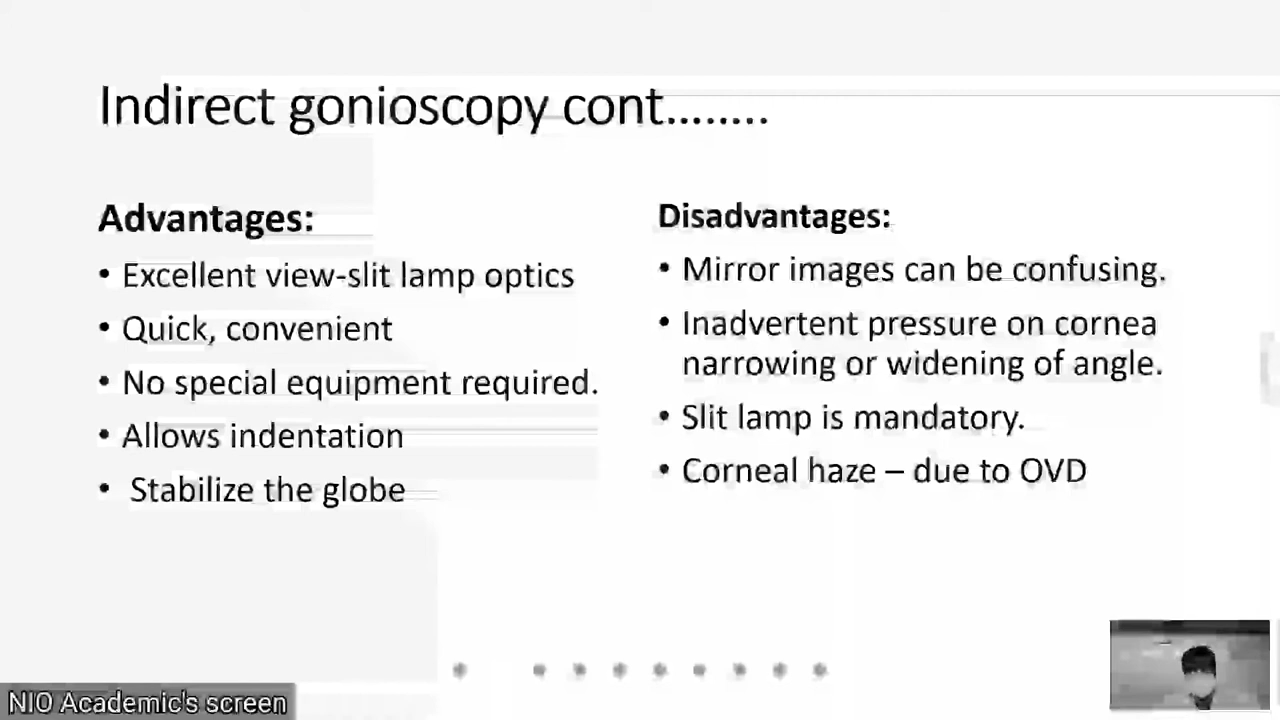 Indirect gonioscopy cont……..
Advantages:
• Excellent view-slit lamp optics
• Quick, convenient
• No special equipment required.
• Allows indentation
• Stabilize the globe
Disadvantages:
• Mirror images can be confusing.
• Inadvertent pressure on cornea
narrowing or widening of angle.
• Slit lamp is mandatory.
• Corneal haze – due to OVD
NIO Academic's screen